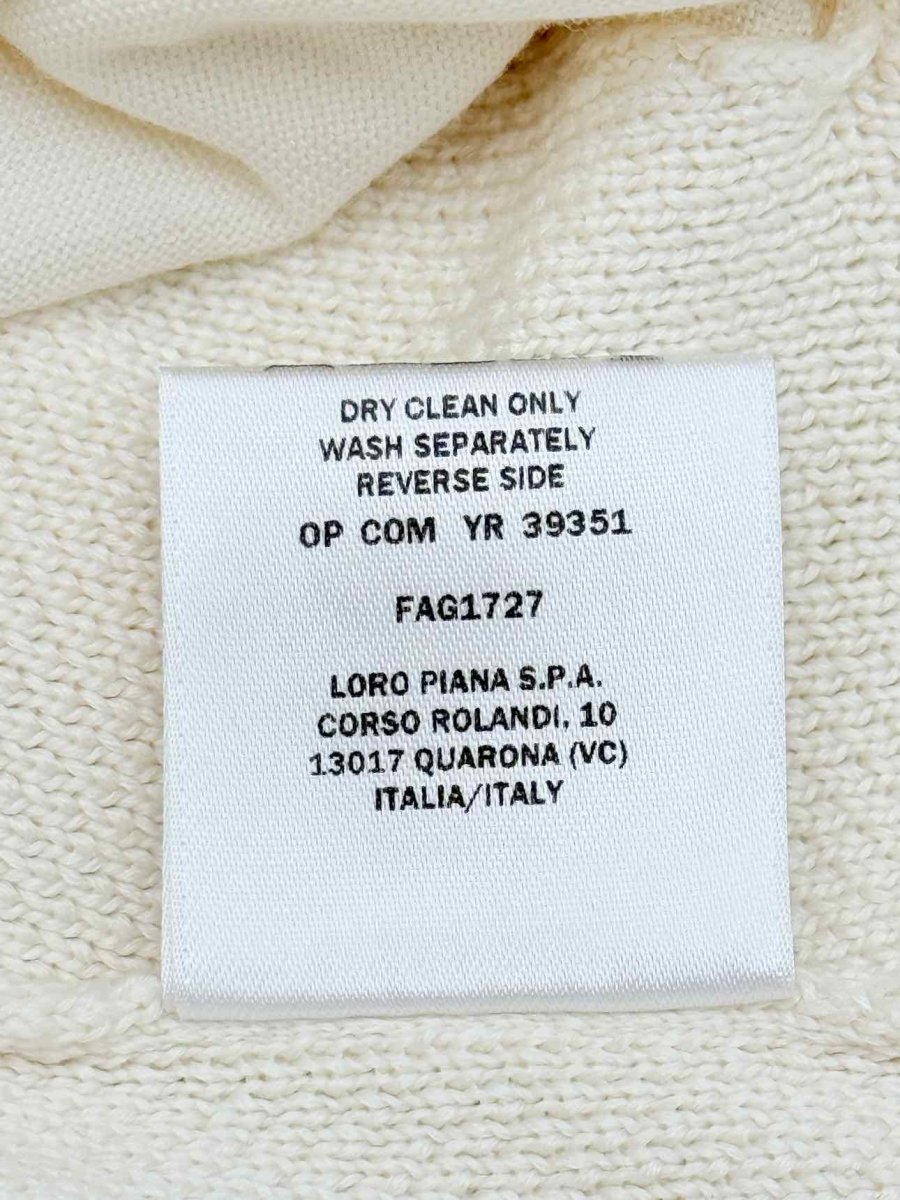 DRY CLEAN ONLY
WASH SEPARATELY
REVERSE SIDE
OP COM YR 39351
FAG1727
LORO PIANA S.P.A.
CORSO ROLANDI, 10
13017 QUARONA (VC)
ITALIA/ITALY